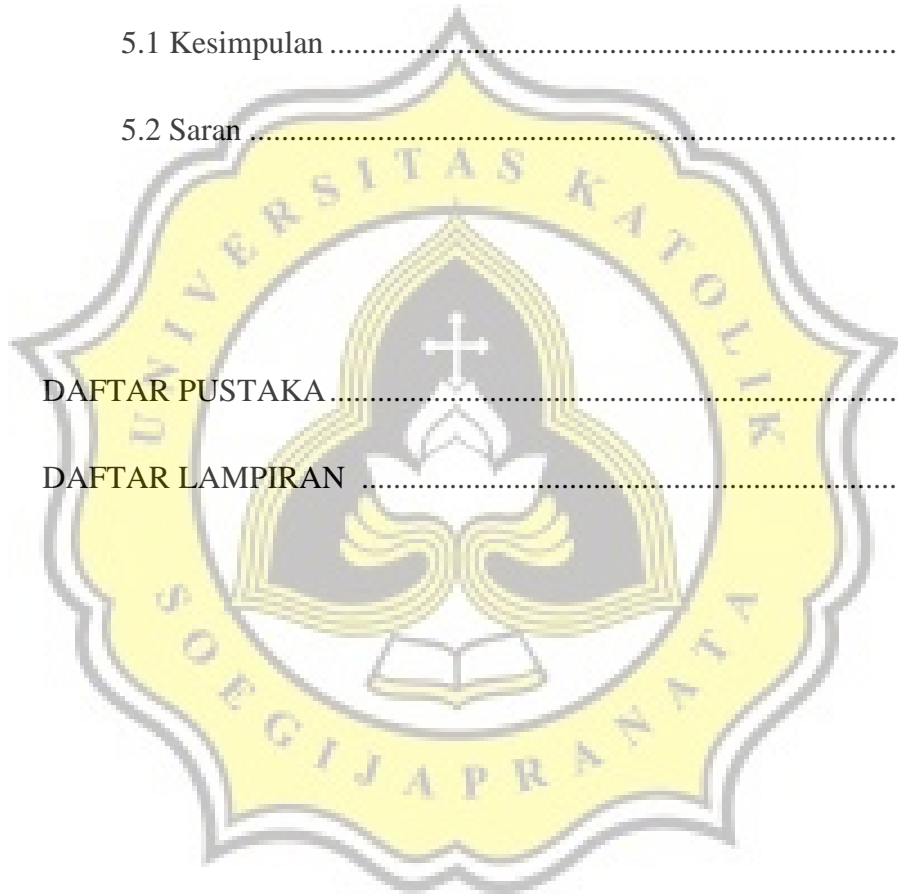 5.1 Kesimpulan ........................................................................
5.2 Saran ..................................................................................
UNIVERSITAS KATOLIK
DAFTAR PUSTAKA ........................................................................
DAFTAR LAMPIRAN ....................................................................
SOEGIJAPRANATA